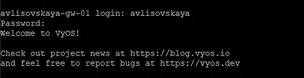 avlisovskaya-gw-01 login: avlisovskaya
Password:
Welcome to VyOS!
Check out project news at https://blog.vyos.io
and feel free to report bugs at https://vyos.dev